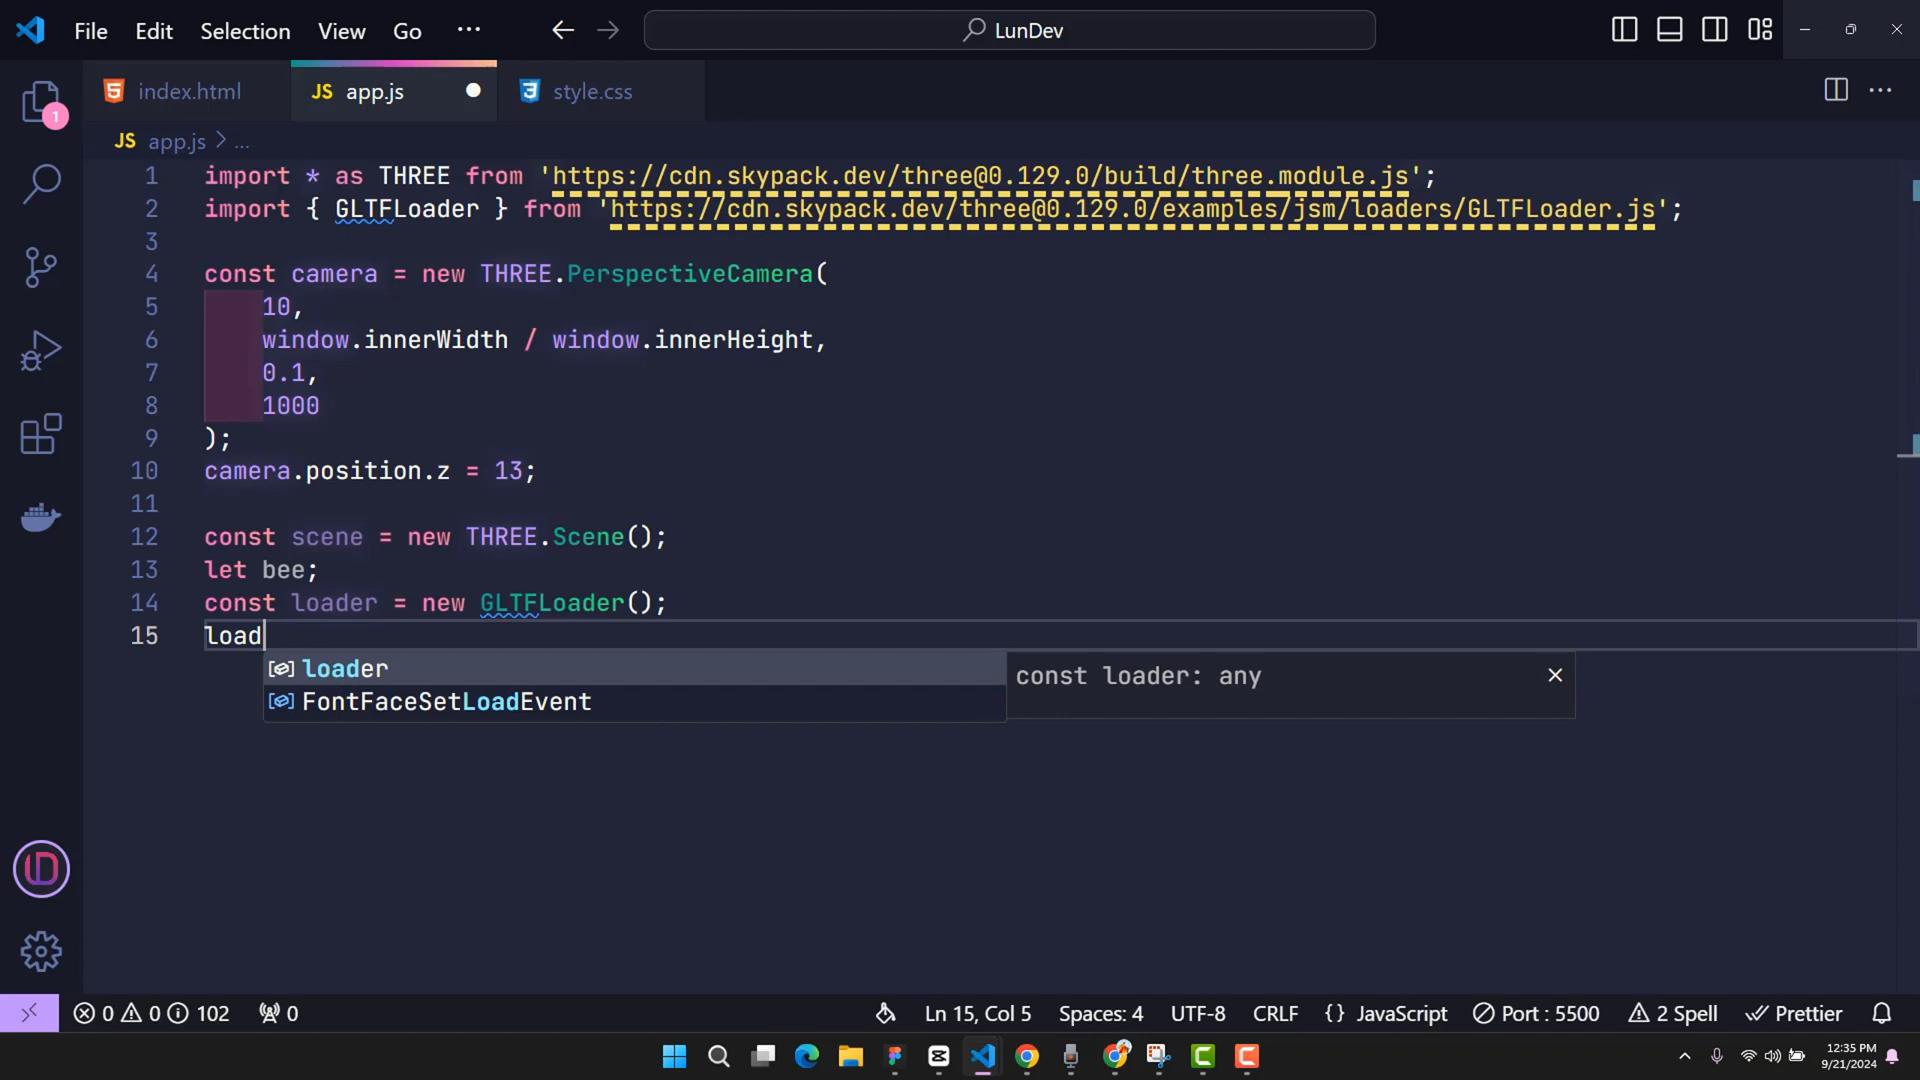 File Edit Selection View Go ··· LunDev
index.html JS app.js style.css
1
JS app.js > ...
1 import * as THREE from 'https://cdn.skypack.dev/three@0.129.0/build/three.module.js';
2 import { GLTFLoader } from 'https://cdn.skypack.dev/three@0.129.0/examples/jsm/loaders/GLTFLoader.js';
3
4 const camera = new THREE.PerspectiveCamera(
5 10,
6 window.innerWidth / window.innerHeight,
7 0.1,
8 1000
9 );
10 camera.position.z = 13;
11
12 const scene = new THREE.Scene();
13 let bee;
14 const loader = new GLTFLoader();
15 load
loader const loader: any
FontFaceSetLoadEvent
0 0 102 0 Ln 15, Col 5 Spaces: 4 UTF-8 CRLF {} JavaScript Port : 5500 2 Spell Prettier
12:35 PM
9/21/2024